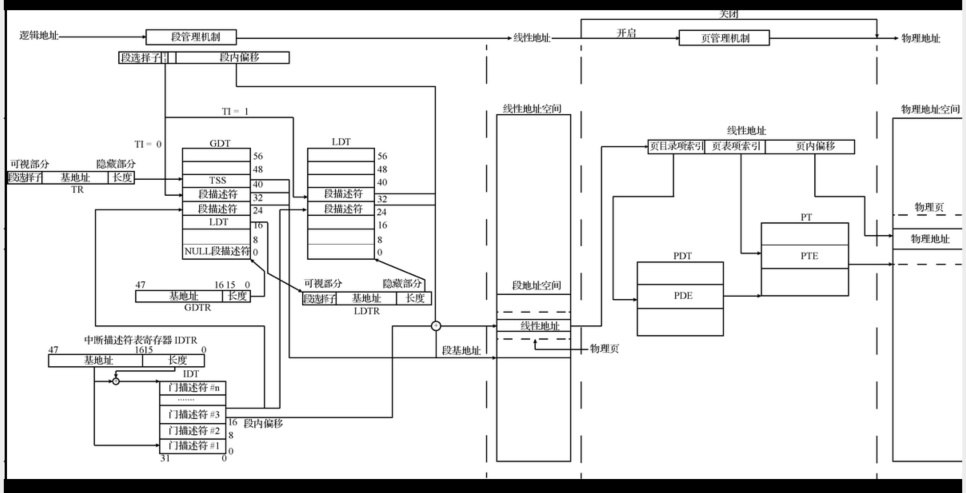 关闭
逻辑地址
段管理机制
线性地址
开启
页管理机制
物理地址
段选择子
段内偏移
TI = 1
TI = 0
GDT
LDT
56
48
TSS
40
段描述符
32
段描述符
24
LDT
16
8
NULL段描述符
0
56
48
40
段描述符
32
段描述符
24
16
8
0
可视部分
隐藏部分
段选择子
基地址
长度
TR
47
16 15
0
基地址
长度
GDTR
可视部分
隐藏部分
段选择子
基地址
长度
LDTR
中断描述符表寄存器 IDTR
47
1615
0
基地址
长度
IDT
门描述符 #n
……
门描述符 #3
16
段内偏移
门描述符 #2
8
门描述符 #1
0
31
0
线性地址空间
段地址空间
线性地址
段基地址
物理页
线性地址
页目录项索引
页表项索引
页内偏移
PDT
PDE
PT
PTE
物理地址空间
物理页
物理地址